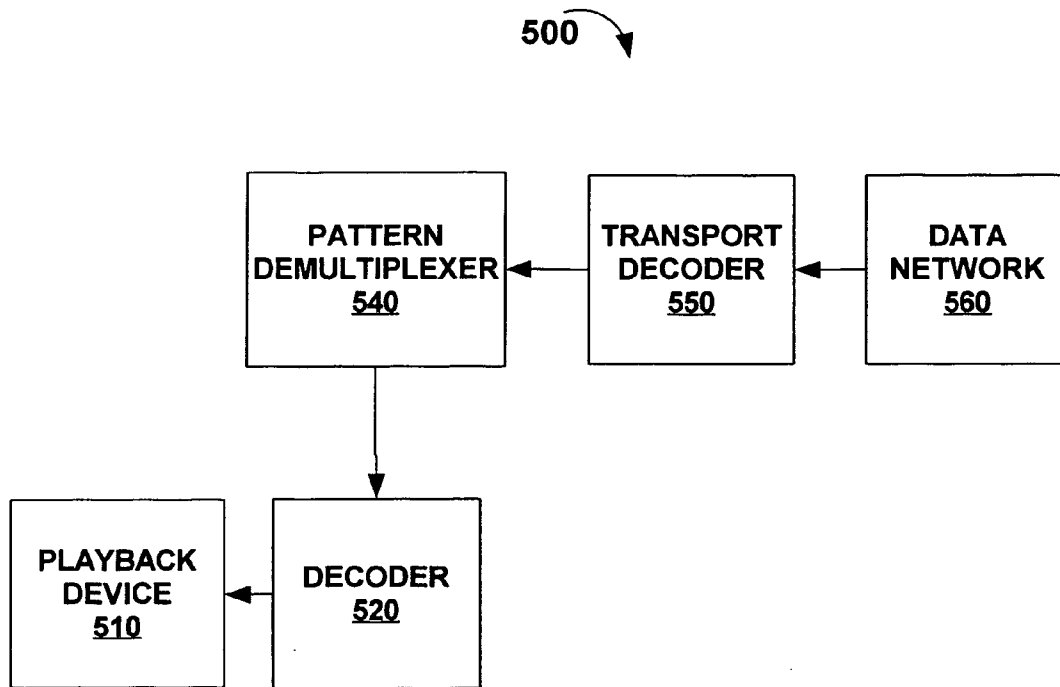 500
PATTERN
DEMULTIPLEXER
540
TRANSPORT
DECODER
550
DATA
NETWORK
560
PLAYBACK
DEVICE
510
DECODER
520